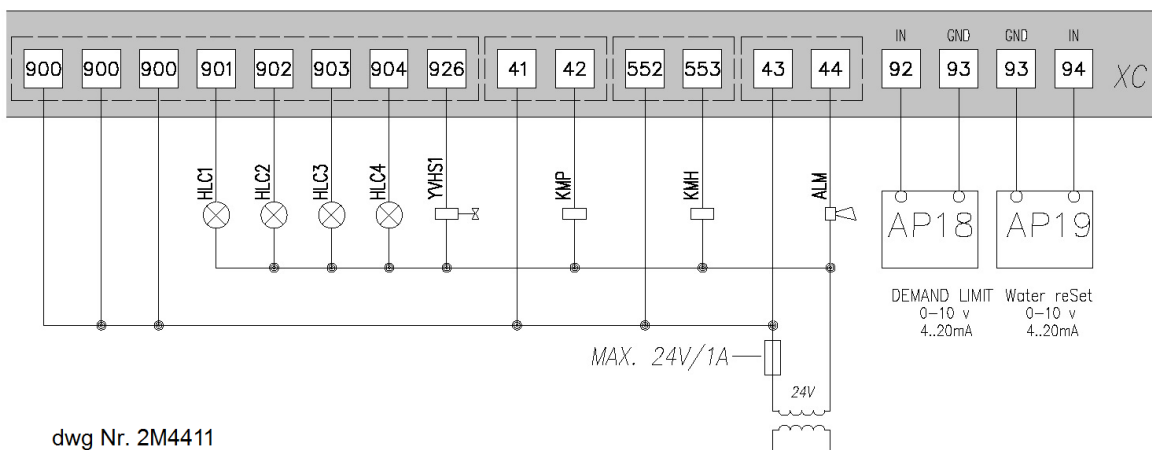 IN GND GND IN
900 900 900 901 902 903 904 926 41 42 552 553 43 44 92 93 93 94 XC
HLC1 HLC2 HLC3 HLC4 YVHS1 KMP KMH ALM
AP18 AP19
DEMAND LIMIT Water reSet
0-10 v 0-10 v
4..20mA 4..20mA
MAX. 24V/1A
24V
dwg Nr. 2M4411